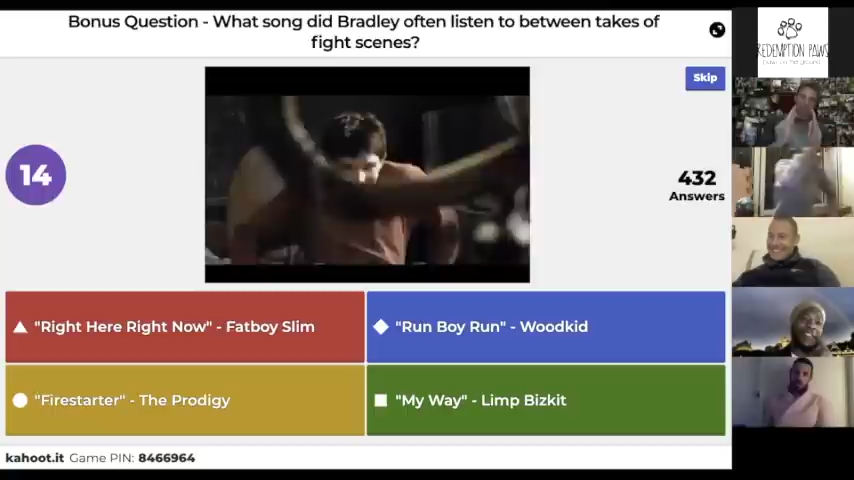 Bonus Question - What song did Bradley often listen to between takes of
fight scenes?
REDEMPTION PAWS
Skip
14
432
Answers
"Right Here Right Now" - Fatboy Slim
"Run Boy Run" - Woodkid
"Firestarter" - The Prodigy
"My Way" - Limp Bizkit
kahoot.it Game PIN: 8466964